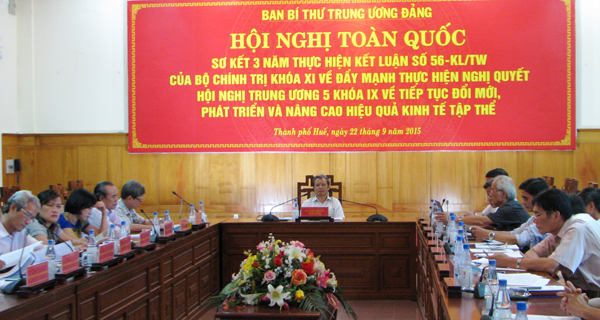 BAN BÍ THƯ TRUNG ƯƠNG ĐẢNG
HỘI NGHỊ TOÀN QUỐC
SƠ KẾT 3 NĂM THỰC HIỆN KẾT LUẬN SỐ 56-KL/TW
CỦA BỘ CHÍNH TRỊ KHÓA XI VỀ ĐẨY MẠNH THỰC HIỆN NGHỊ QUYẾT
HỘI NGHỊ TRUNG ƯƠNG 5 KHÓA IX VỀ TIẾP TỤC ĐỔI MỚI,
PHÁT TRIỂN VÀ NÂNG CAO HIỆU QUẢ KINH TẾ TẬP THỂ
Thành phố Huế, ngày 22 tháng 9 năm 2015